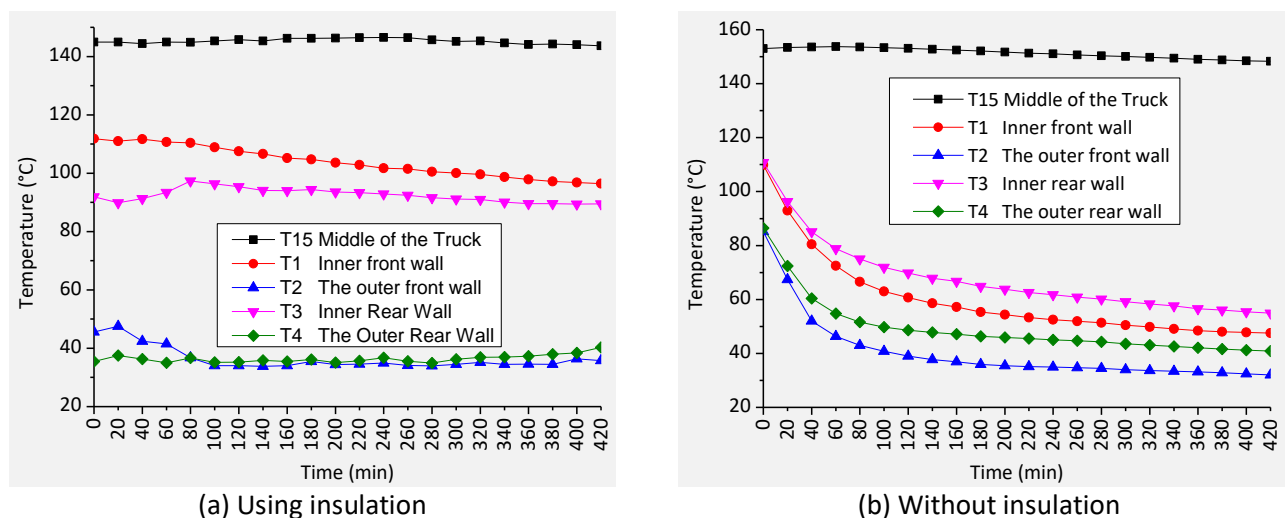 140
120
100
80
60
40
20
Temperature (°C)
T15 Middle of the Truck
T1 Inner front wall
T2 The outer front wall
T3 Inner Rear Wall
T4 The Outer Rear Wall
0 20 40 60 80 100 120 140 160 180 200 220 240 260 280 300 320 340 360 380 400 420
Time (min)
(a) Using insulation
160
140
120
100
80
60
40
20
Temperature (°C)
T15 Middle of the Truck
T1 Inner front wall
T2 The outer front wall
T3 Inner rear wall
T4 The outer rear wall
0 20 40 60 80 100 120 140 160 180 200 220 240 260 280 300 320 340 360 380 400 420
Time (min)
(b) Without insulation